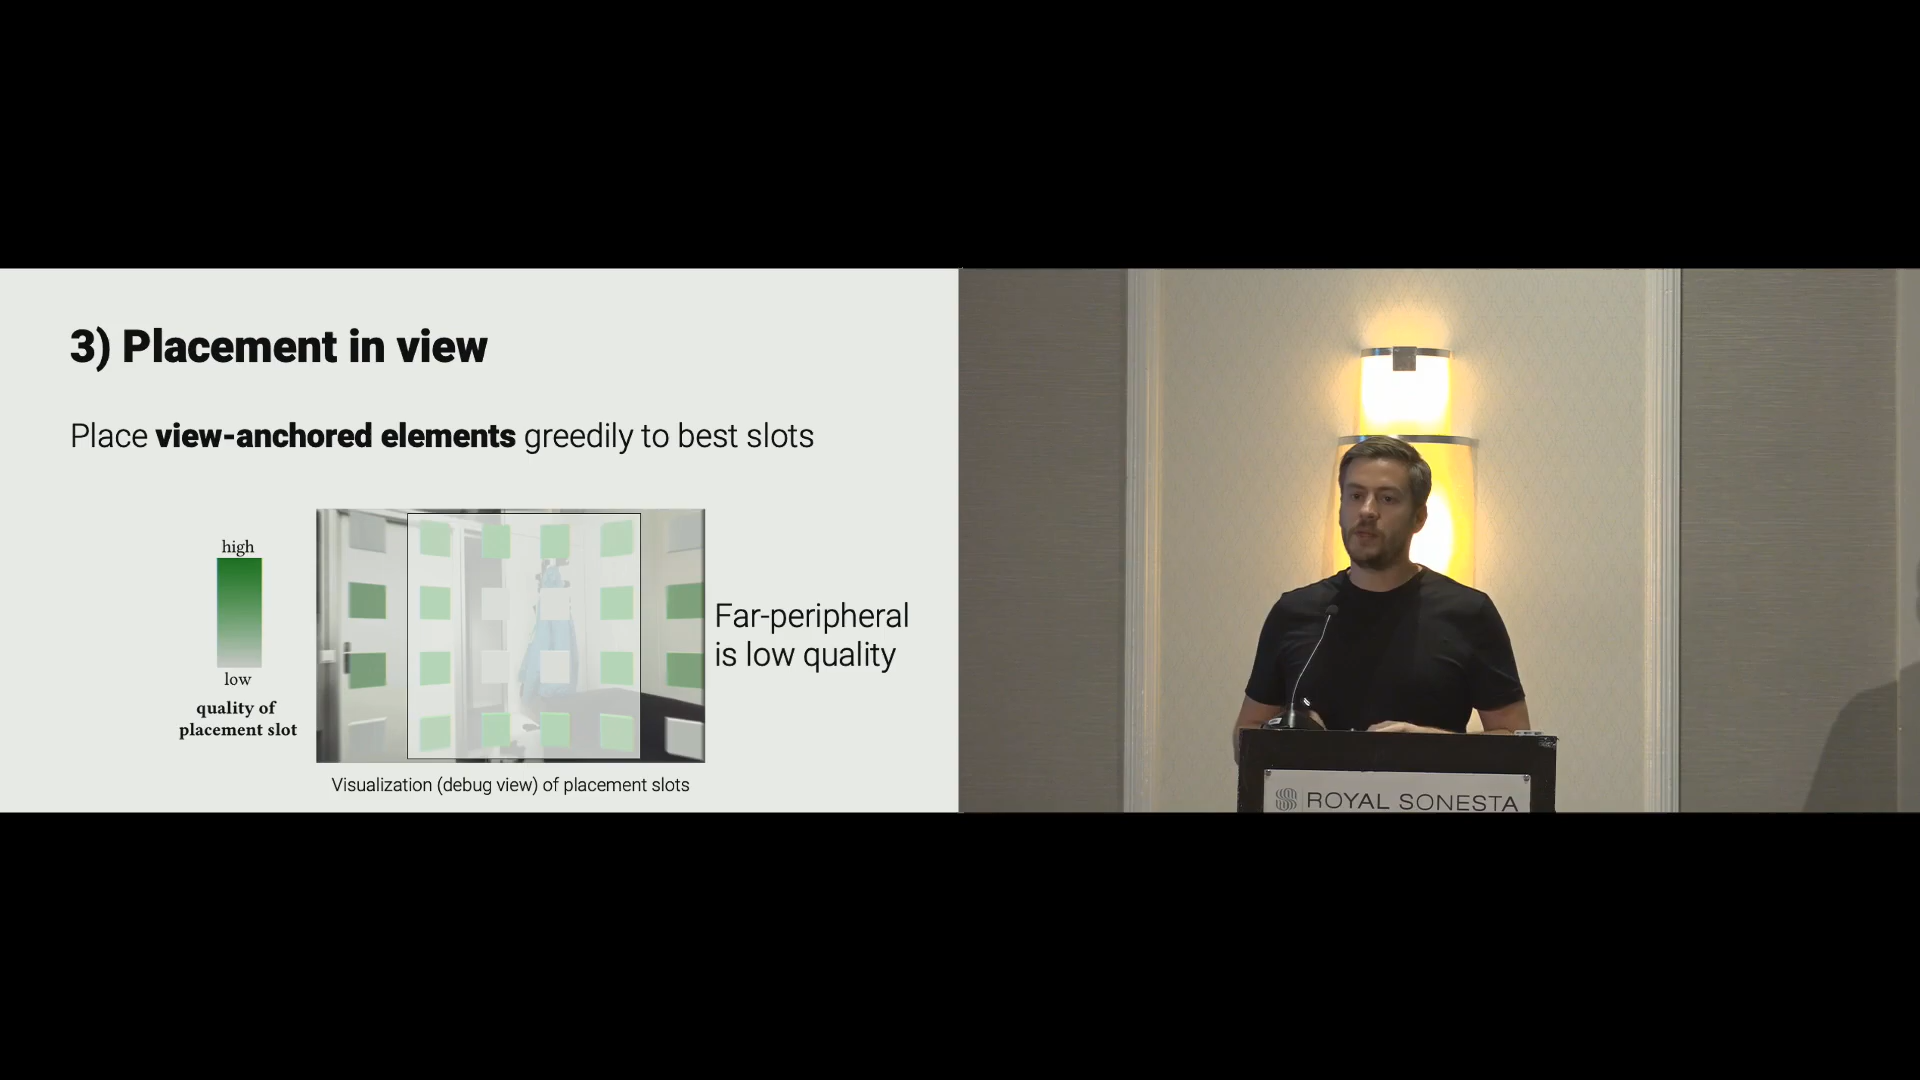 3) Placement in view
Place view-anchored elements greedily to best slots
high
low
quality of
placement slot
Far-peripheral
is low quality
Visualization (debug view) of placement slots
ROYAL SONESTA